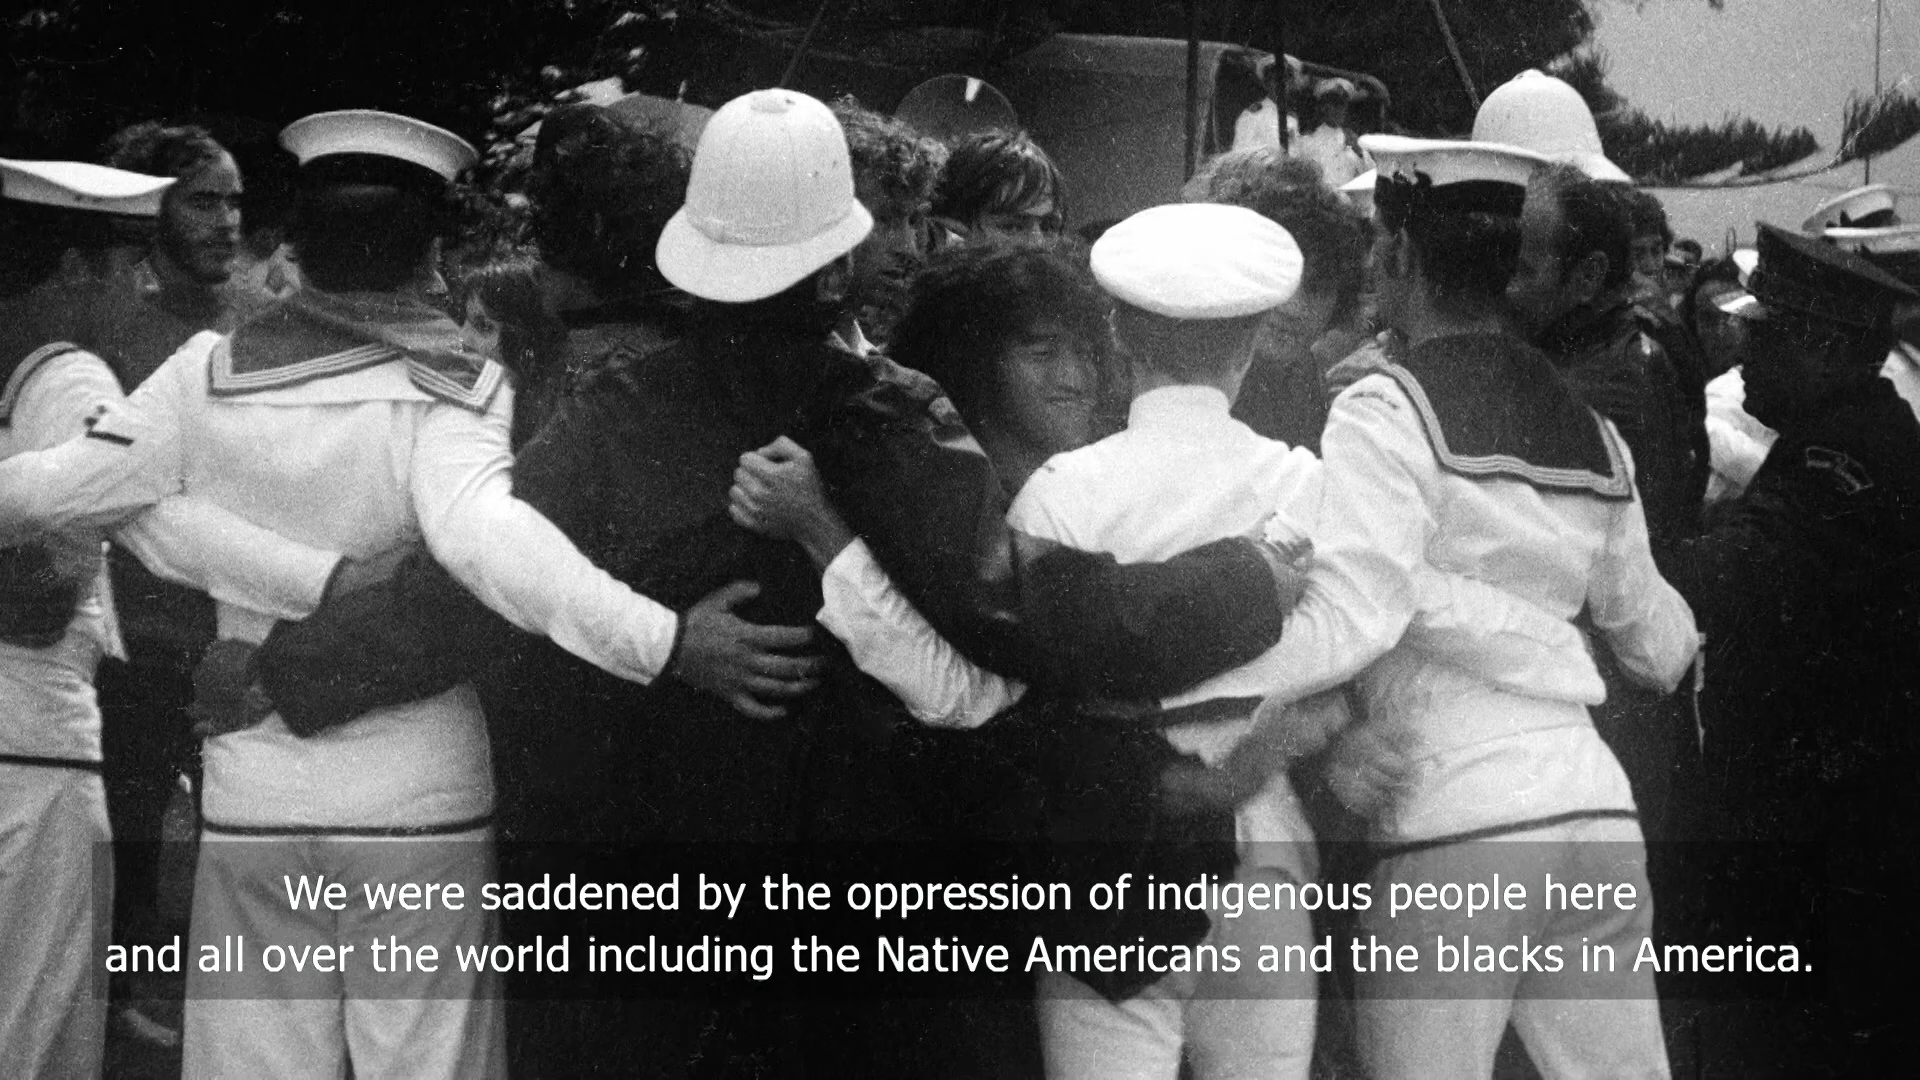 We were saddened by the oppression of indigenous people here
and all over the world including the Native Americans and the blacks in America.